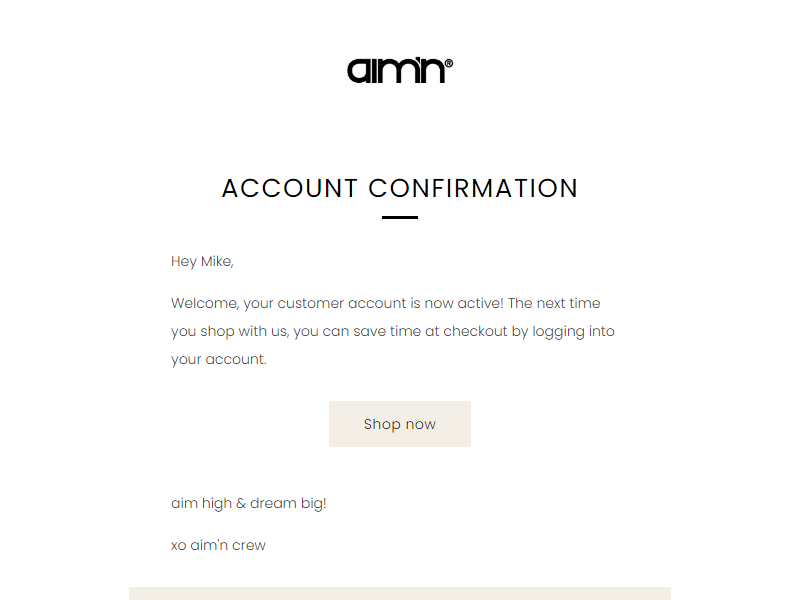 aim'n®
ACCOUNT CONFIRMATION
Hey Mike,
Welcome, your customer account is now active! The next time
you shop with us, you can save time at checkout by logging into
your account.
Shop now
aim high & dream big!
xo aim'n crew